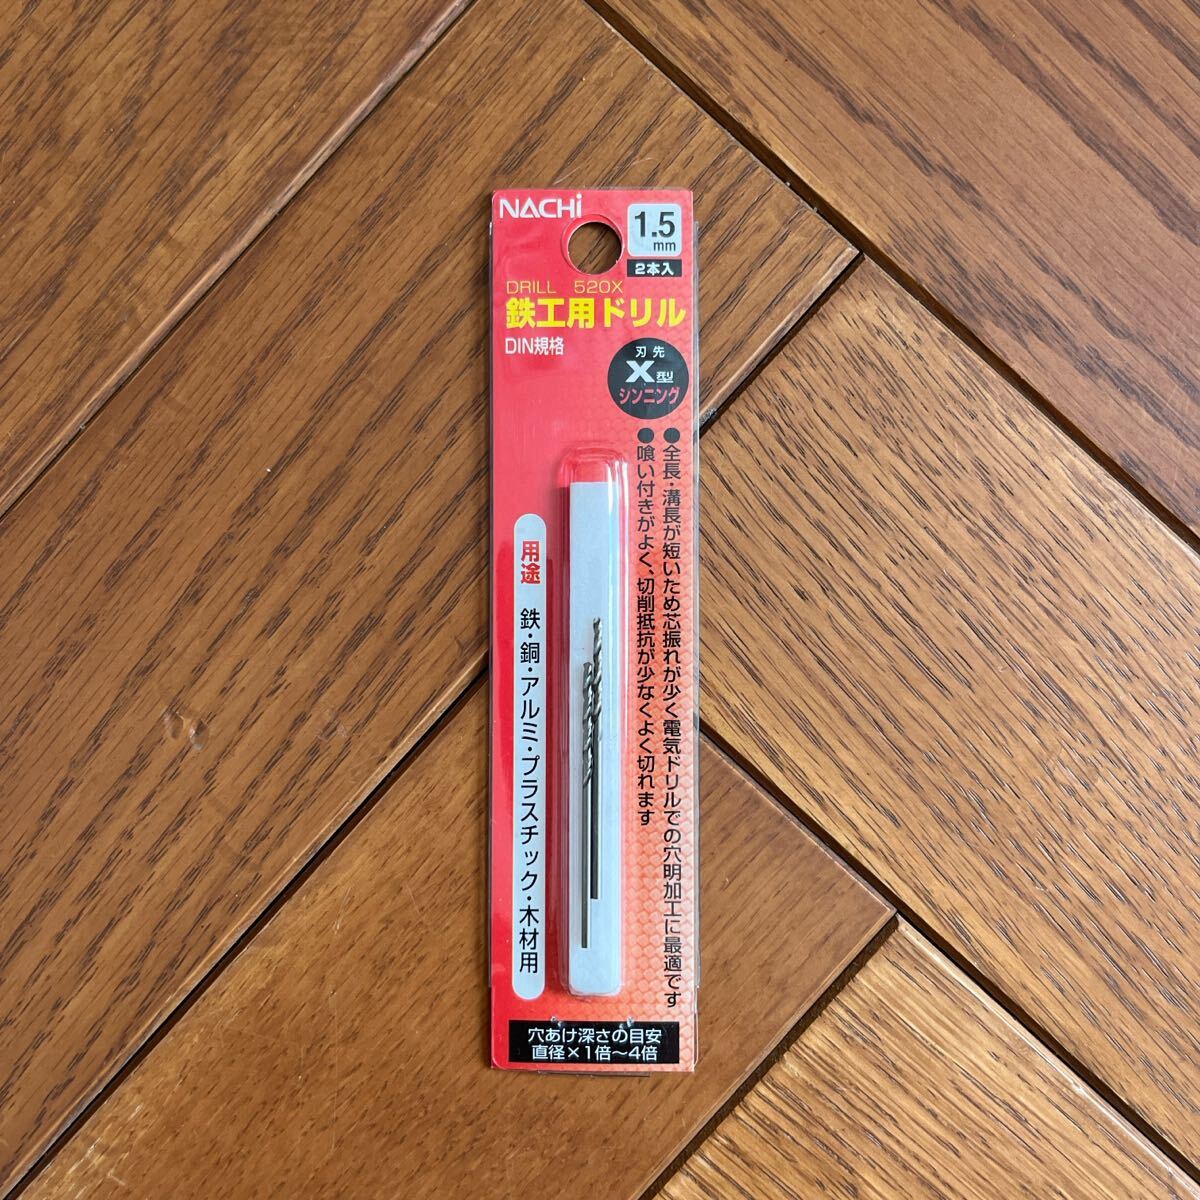 NACHi
1.5
mm
2本入
DRILL 520X
鉄工用ドリル
DIN規格
刃先
X型
シンニング
●全長・溝長が短いため芯振れが少く電気ドリルでの穴明加工に最適です
●喰い付きがよく、切削抵抗が少なくよく切れます
用途
鉄・銅・アルミ・プラスチック・木材用
穴あけ深さの目安
直径×1倍〜4倍